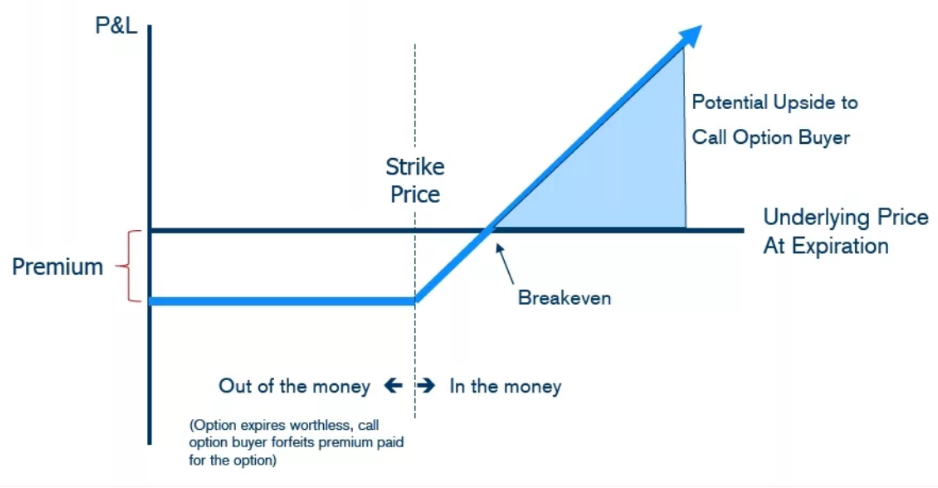 P&L
Potential Upside to
Call Option Buyer
Strike
Price
Underlying Price
At Expiration
Premium
Breakeven
Out of the money
In the money
(Option expires worthless, call
option buyer forfeits premium paid
for the option)